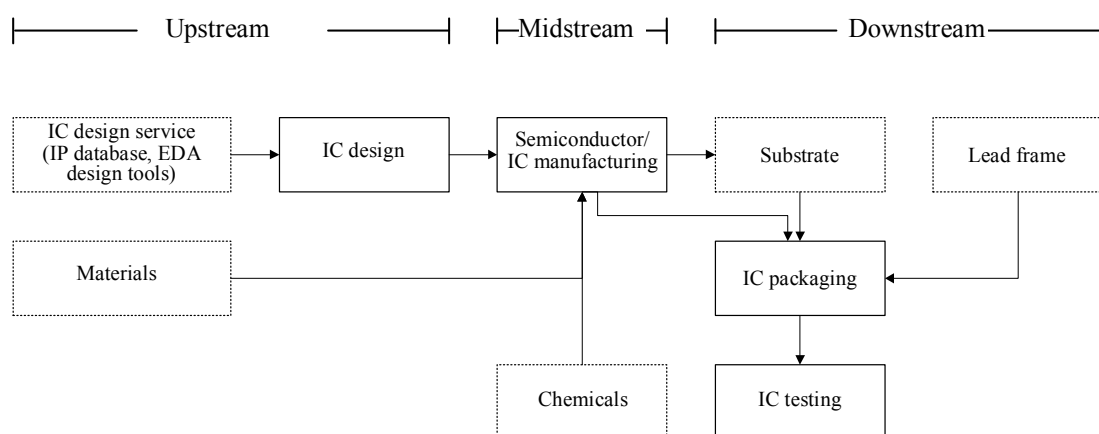 Upstream
Midstream
Downstream
IC design service
(IP database, EDA
design tools)
IC design
Semiconductor/
IC manufacturing
Substrate
Lead frame
Materials
IC packaging
Chemicals
IC testing